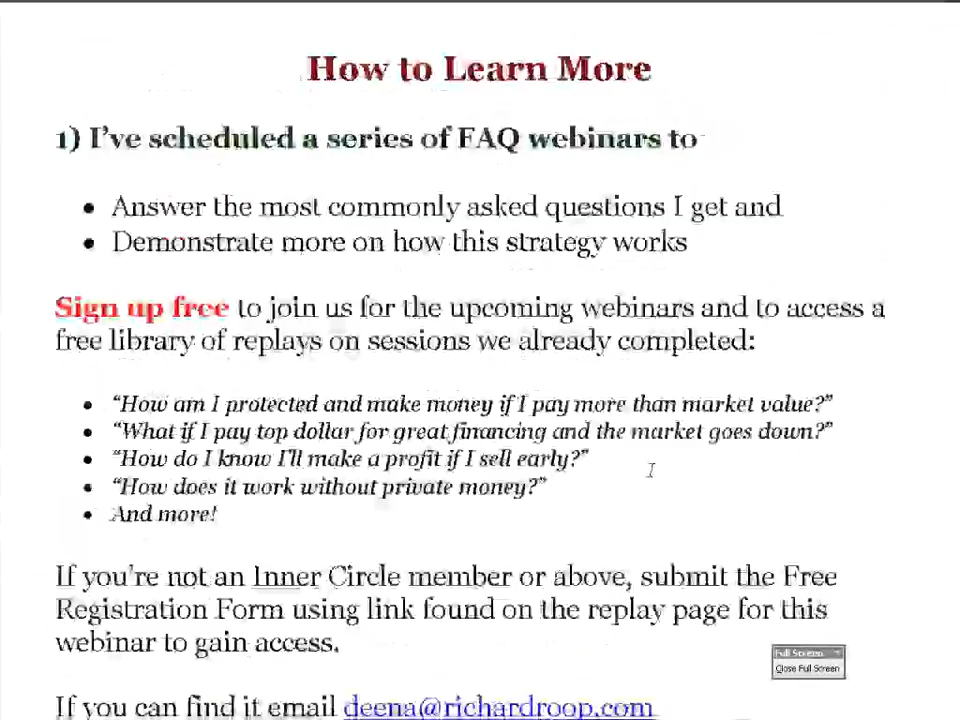 How to Learn More
1) I've scheduled a series of FAQ webinars to
• Answer the most commonly asked questions I get and
• Demonstrate more on how this strategy works
Sign up free to join us for the upcoming webinars and to access a
free library of replays on sessions we already completed:
• “How am I protected and make money if I pay more than market value?”
• “What if I pay top dollar for great financing and the market goes down?”
• “How do I know I'll make a profit if I sell early?”
• “How does it work without private money?”
• And more!
If you're not an Inner Circle member or above, submit the Free
Registration Form using link found on the replay page for this
webinar to gain access.
Full Screen
Close Full Screen
If you can find it email deena@richardroop.com